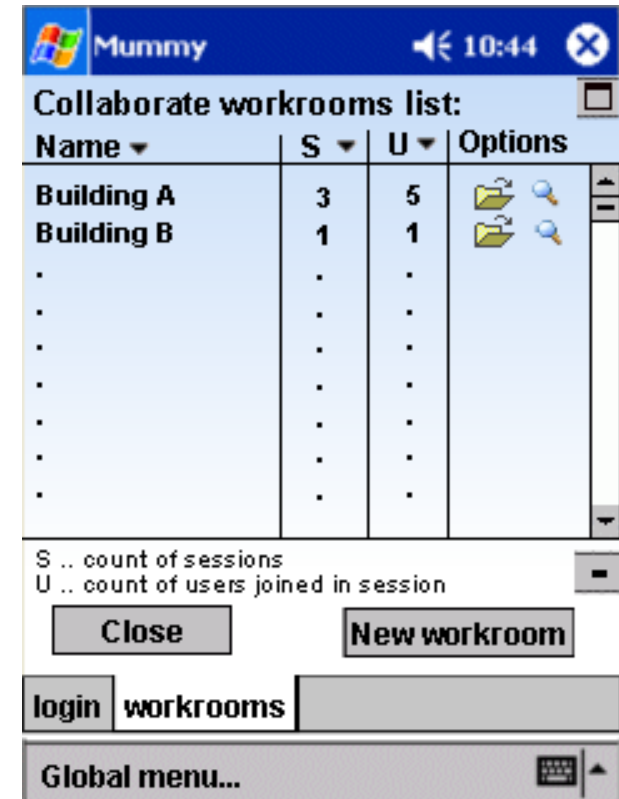 Mummy 10:44
Collaborate workrooms list:
Name S U Options
Building A 3 5
Building B 1 1
. . .
. . .
. . .
. . .
. . .
. . .
. . .
S .. count of sessions
U .. count of users joined in session
Close New workroom
login workrooms
Global menu...